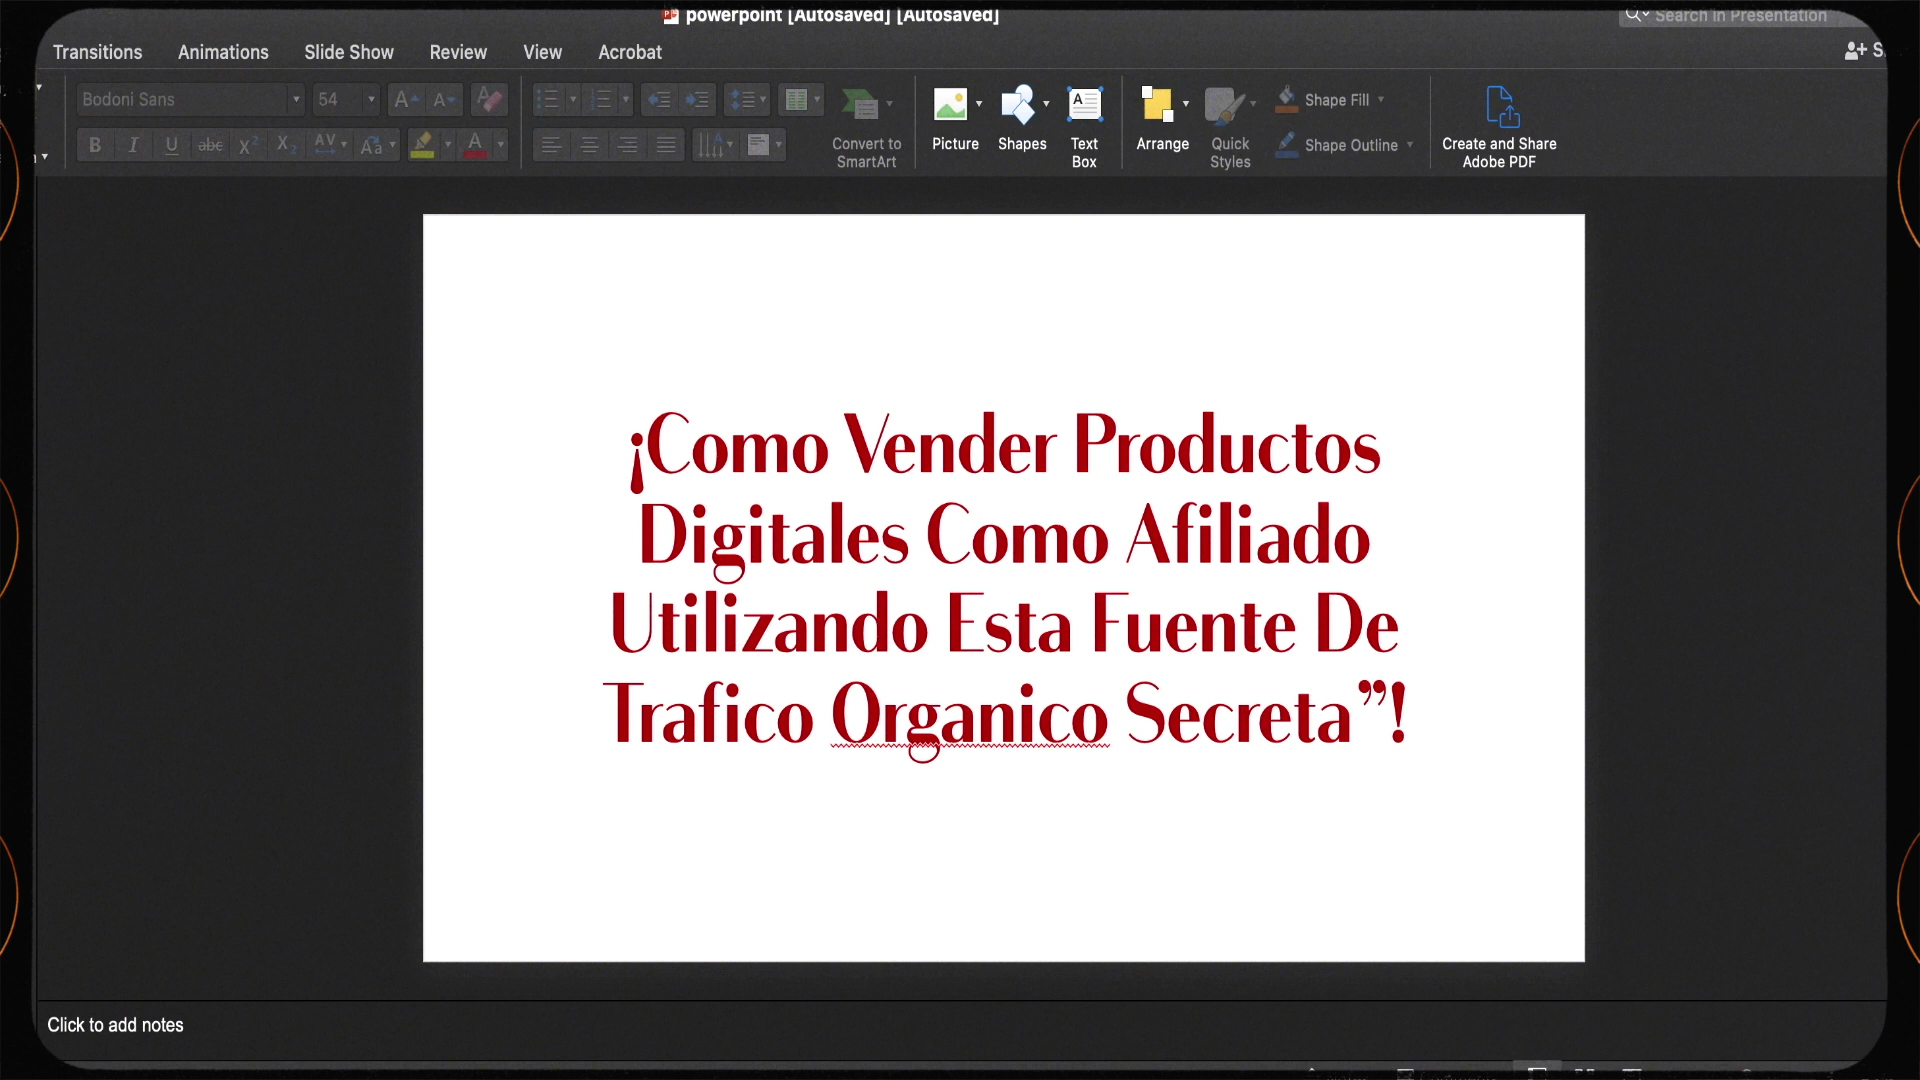 powerpoint [Autosaved] [Autosaved]
Search in Presentation
Transitions Animations Slide Show Review View Acrobat
Bodoni Sans 54
Convert to
SmartArt
Picture
Shapes
Text
Box
Arrange
Quick
Styles
Shape Fill
Shape Outline
Create and Share
Adobe PDF
¡Como Vender Productos
Digitales Como Afiliado
Utilizando Esta Fuente De
Trafico Organico Secreta”!
Click to add notes